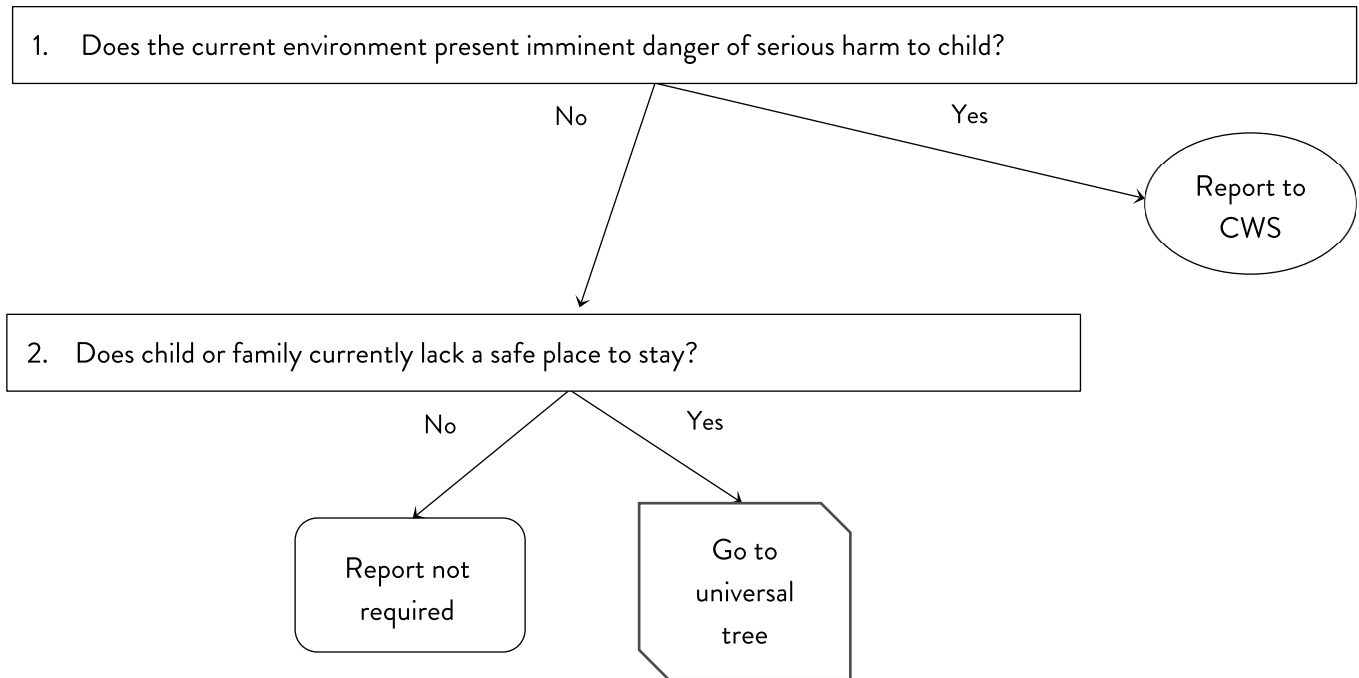 1. Does the current environment present imminent danger of serious harm to child?
No
Yes
Report to
CWS
2. Does child or family currently lack a safe place to stay?
No
Yes
Report not
required
Go to
universal
tree